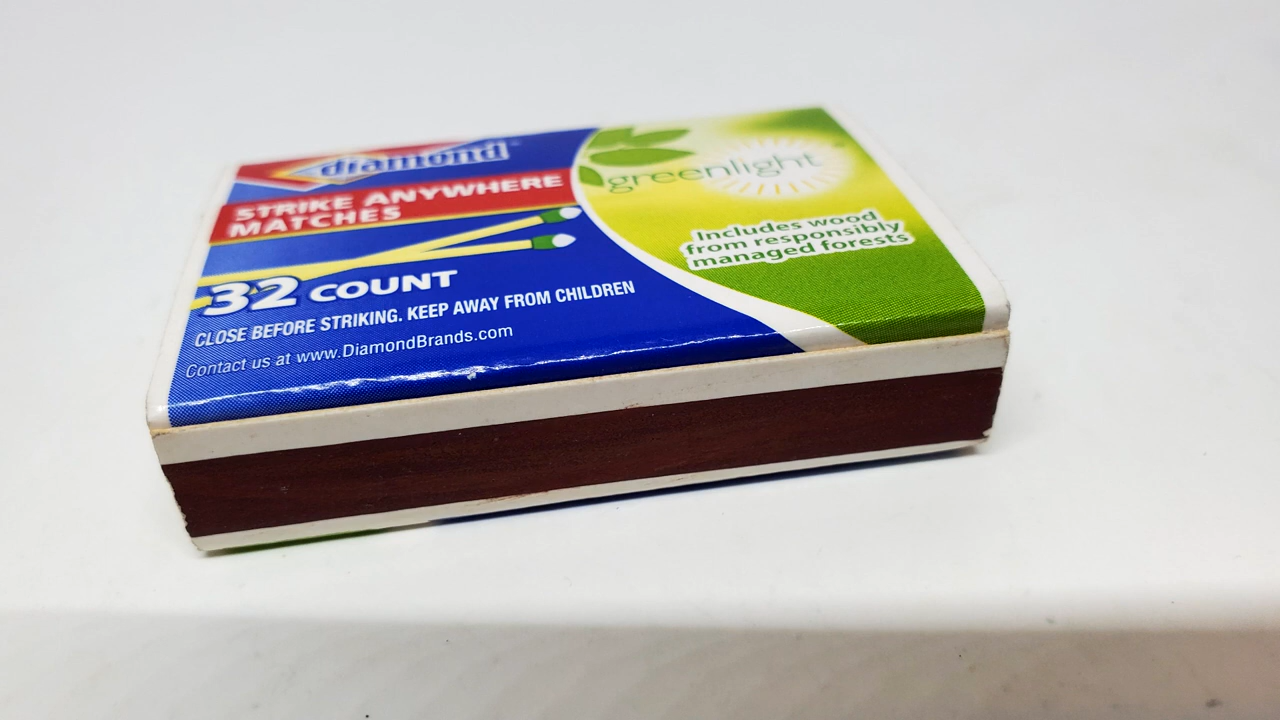 diamond
STRIKE ANYWHERE
MATCHES
32 COUNT
CLOSE BEFORE STRIKING. KEEP AWAY FROM CHILDREN
Contact us at www.DiamondBrands.com
greenlight
Includes wood
from responsibly
managed forests